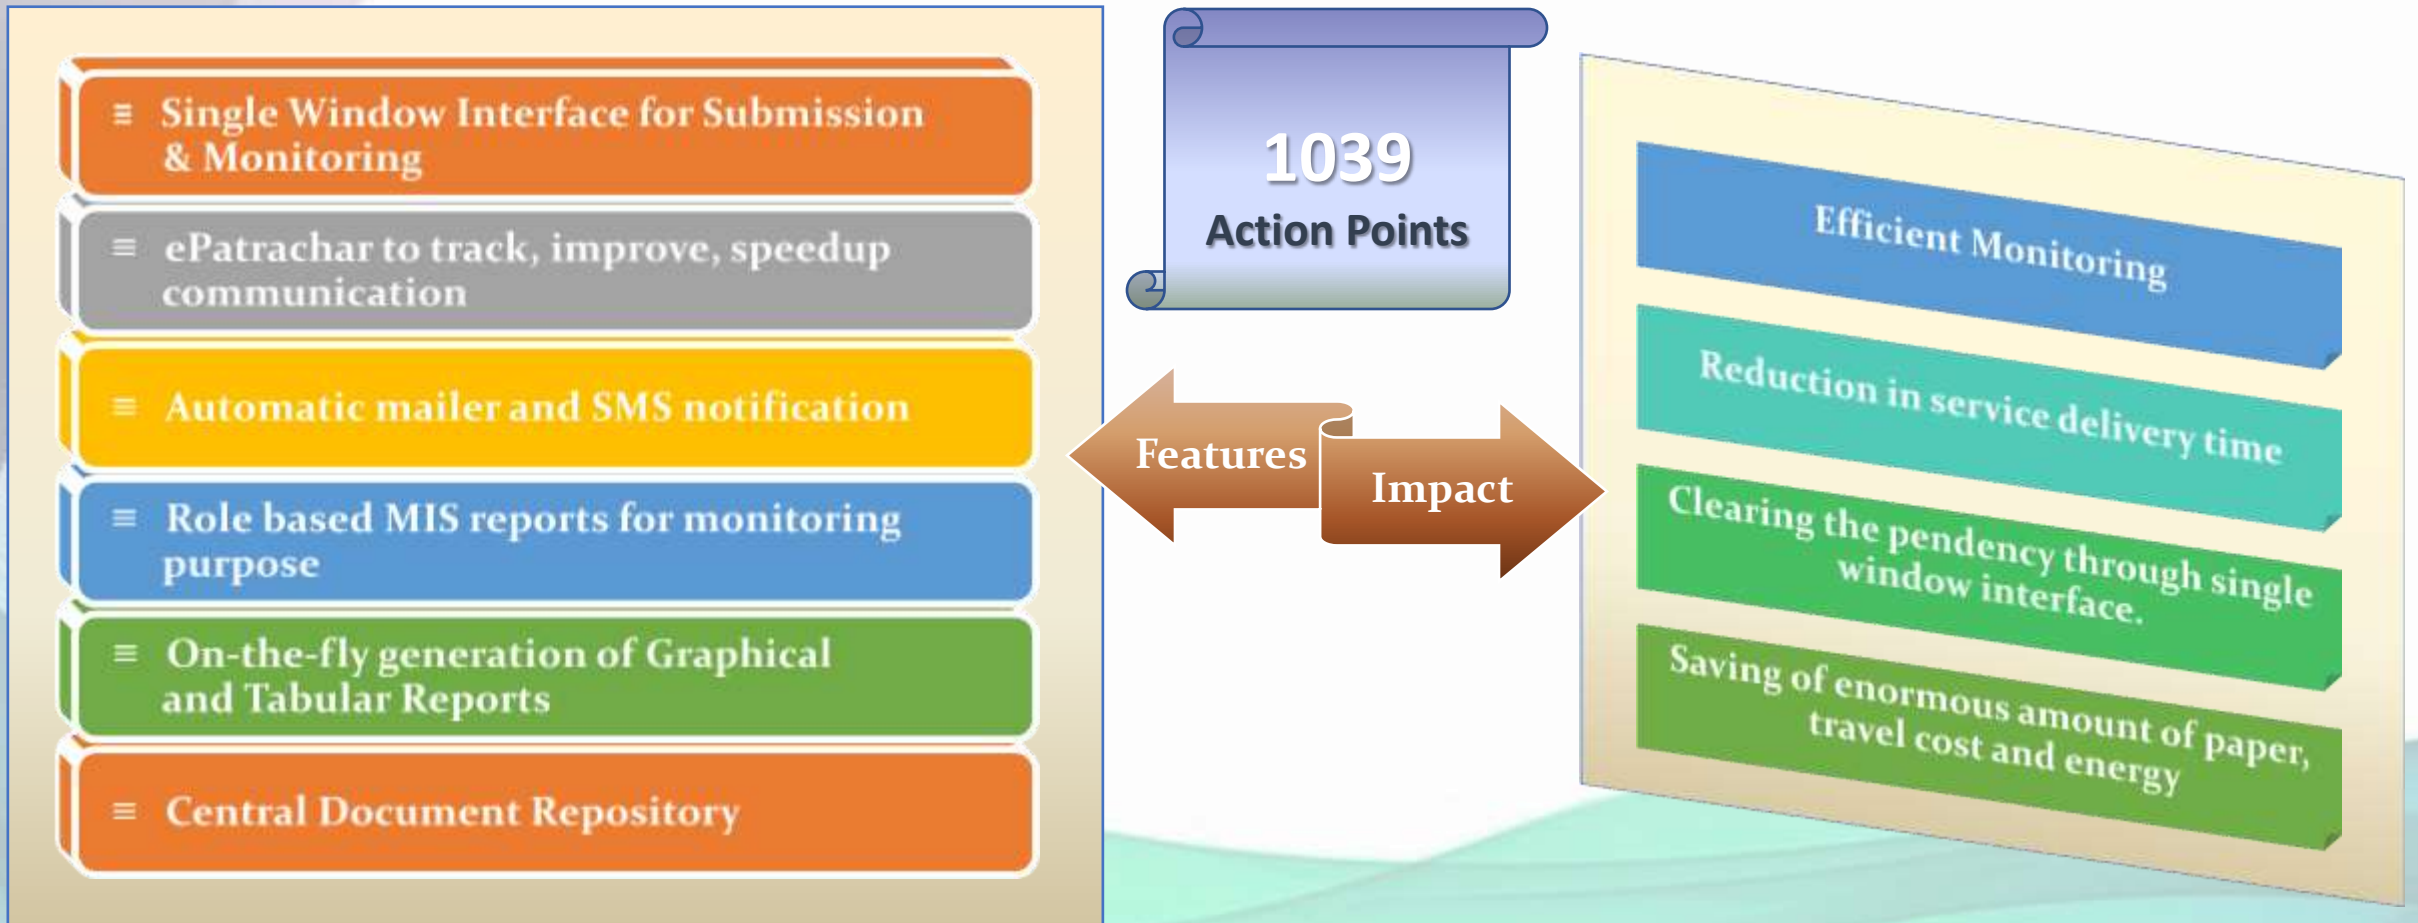 ≡ Single Window Interface for Submission
& Monitoring
≡ ePatrachar to track, improve, speedup
communication
≡ Automatic mailer and SMS notification
≡ Role based MIS reports for monitoring
purpose
≡ On-the-fly generation of Graphical
and Tabular Reports
≡ Central Document Repository
1039
Action Points
Features
Impact
Efficient Monitoring
Reduction in service delivery time
Clearing the pendency through single
window interface.
Saving of enormous amount of paper,
travel cost and energy